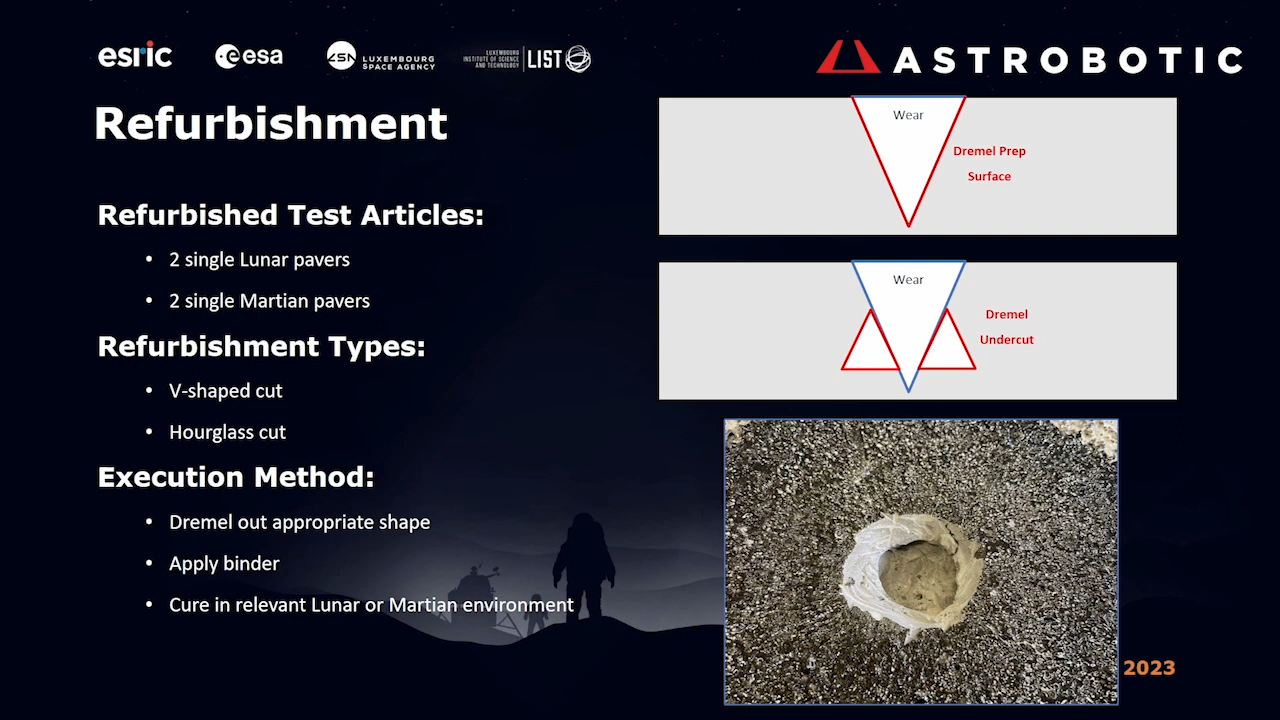 esric
esa
LSA
LUXEMBOURG
SPACE AGENCY
LUXEMBOURG
INSTITUTE OF SCIENCE
AND TECHNOLOGY
LIST
ASTROBOTIC
Refurbishment
Refurbished Test Articles:
• 2 single Lunar pavers
• 2 single Martian pavers
Refurbishment Types:
• V-shaped cut
• Hourglass cut
Execution Method:
• Dremel out appropriate shape
• Apply binder
• Cure in relevant Lunar or Martian environment
Wear
Dremel Prep
Surface
Wear
Dremel
Undercut
2023